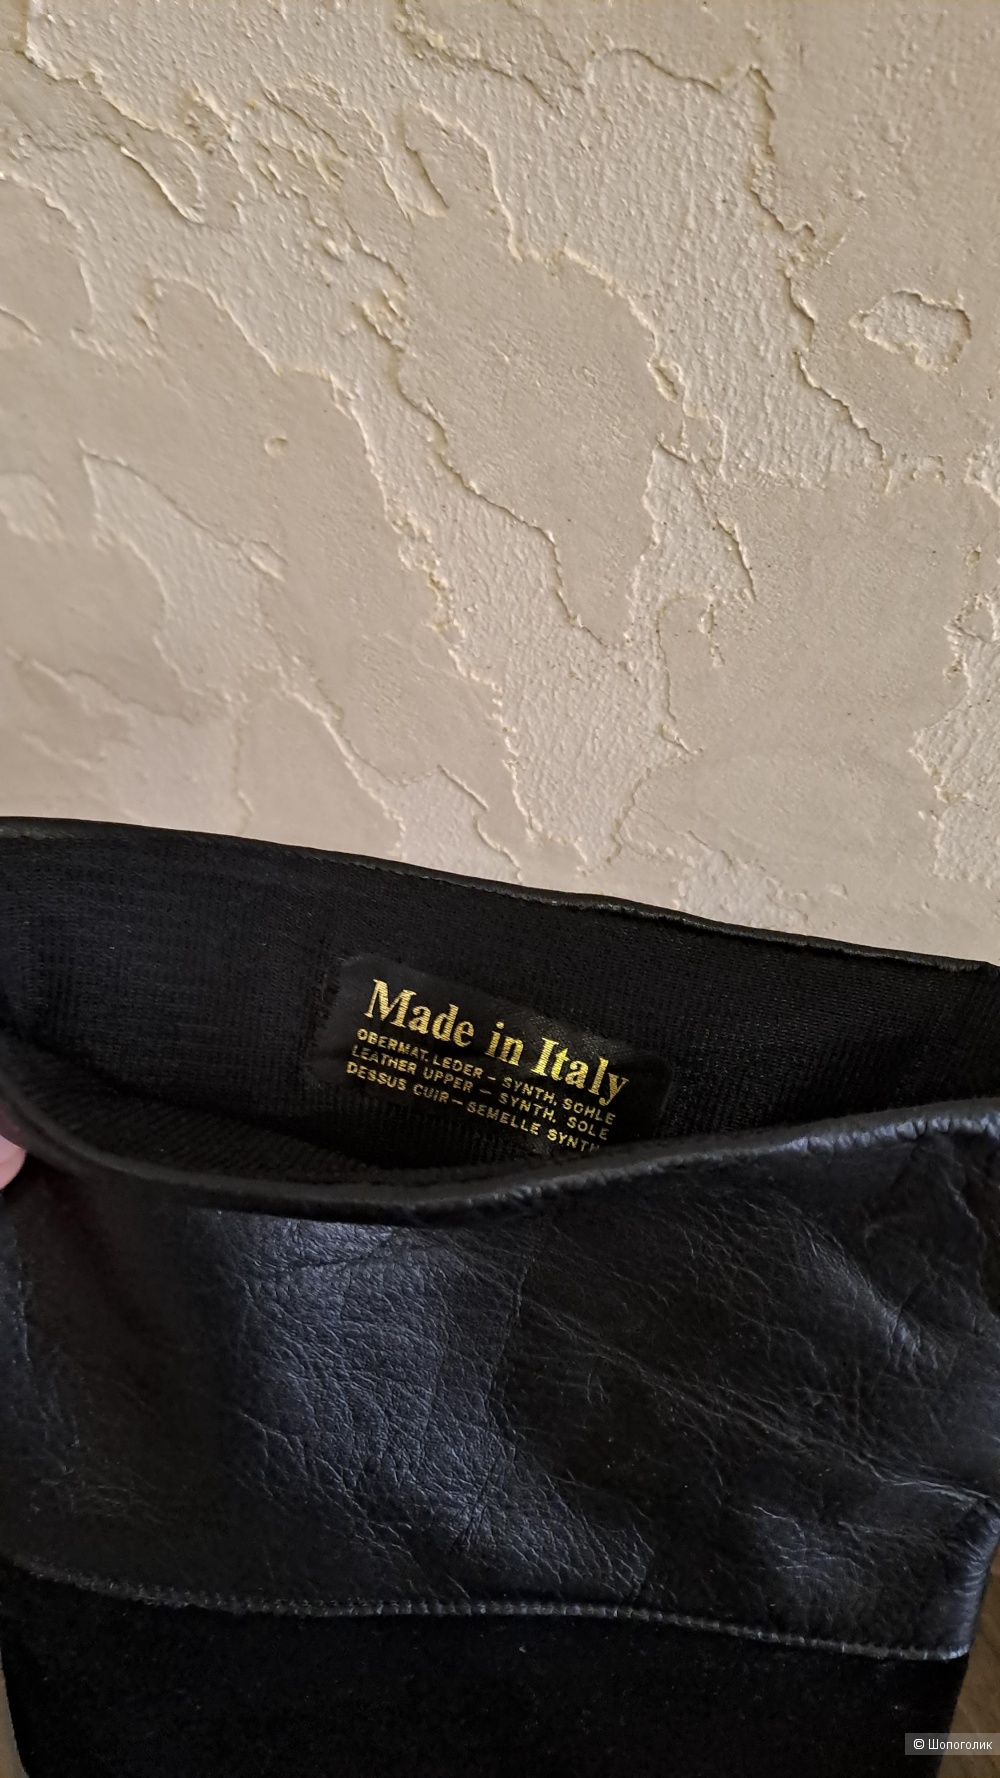 Made in Italy
OBERMAT. LEDER – SYNTH. SOHLE
LEATHER UPPER – SYNTH. SOLE
DESSUS CUIR – SEMELLE SYNTH
© Шопоголик